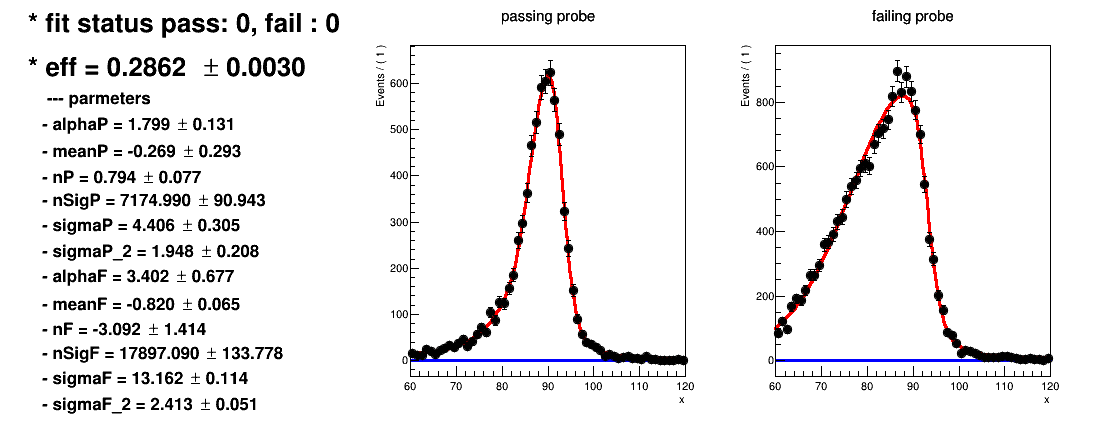 * fit status pass: 0, fail : 0
* eff = 0.2862 ± 0.0030
--- parmeters
- alphaP = 1.799 ± 0.131
- meanP = -0.269 ± 0.293
- nP = 0.794 ± 0.077
- nSigP = 7174.990 ± 90.943
- sigmaP = 4.406 ± 0.305
- sigmaP_2 = 1.948 ± 0.208
- alphaF = 3.402 ± 0.677
- meanF = -0.820 ± 0.065
- nF = -3.092 ± 1.414
- nSigF = 17897.090 ± 133.778
- sigmaF = 13.162 ± 0.114
- sigmaF_2 = 2.413 ± 0.051
passing probe
Events / ( 1 )
600
500
400
300
200
100
0
60 70 80 90 100 110 120
x
failing probe
Events / ( 1 )
800
600
400
200
0
60 70 80 90 100 110 120
x